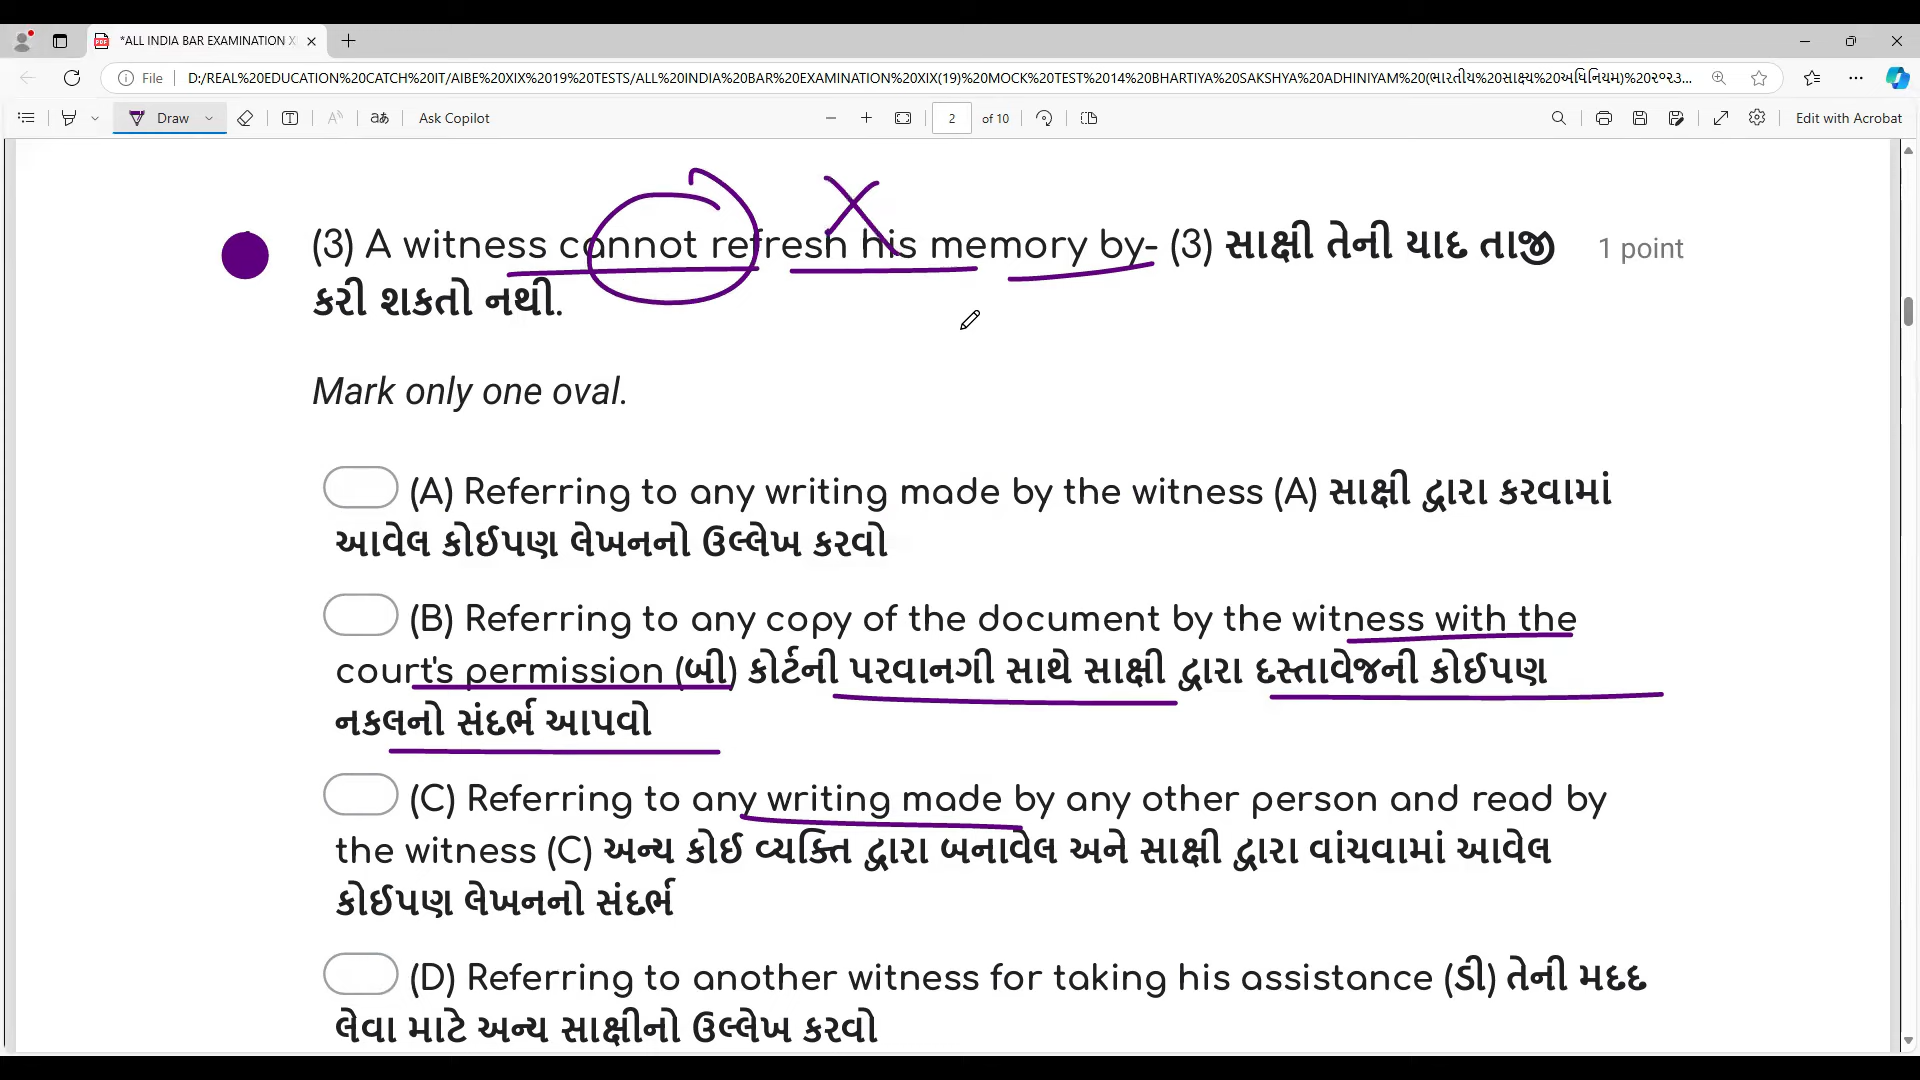 *ALL INDIA BAR EXAMINATION X
File
D:/REAL%20EDUCATION%20CATCH%20IT/AIBE%20XIX%2019%20TESTS/ALL%20INDIA%20BAR%20EXAMINATION%20XIX(19)%20MOCK%20TEST%2014%20BHARTIYA%20SAKSHYA%20ADHINIYAM%20(ભારતીય%20સાક્ષ્ય%20અધિનિયમ)%20૨૦૨૩...
Draw
aあ
Ask Copilot
2 of 10
Edit with Acrobat
(3) A witness cannot refresh his memory by- (3) સાક્ષી તેની યાદ તાજી 1 point
કરી શકતો નથી.
Mark only one oval.
(A) Referring to any writing made by the witness (A) સાક્ષી દ્વારા કરવામાં
આવેલ કોઈપણ લેખનનો ઉલ્લેખ કરવો
(B) Referring to any copy of the document by the witness with the
court's permission (બી) કોર્ટની પરવાનગી સાથે સાક્ષી દ્વારા દસ્તાવેજની કોઈપણ
નકલનો સંદર્ભ આપવો
(C) Referring to any writing made by any other person and read by
the witness (C) અન્ય કોઈ વ્યક્તિ દ્વારા બનાવેલ અને સાક્ષી દ્વારા વાંચવામાં આવેલ
કોઈપણ લેખનનો સંદર્ભ
(D) Referring to another witness for taking his assistance (ડી) તેની મદદ
લેવા માટે અન્ય સાક્ષીનો ઉલ્લેખ કરવો